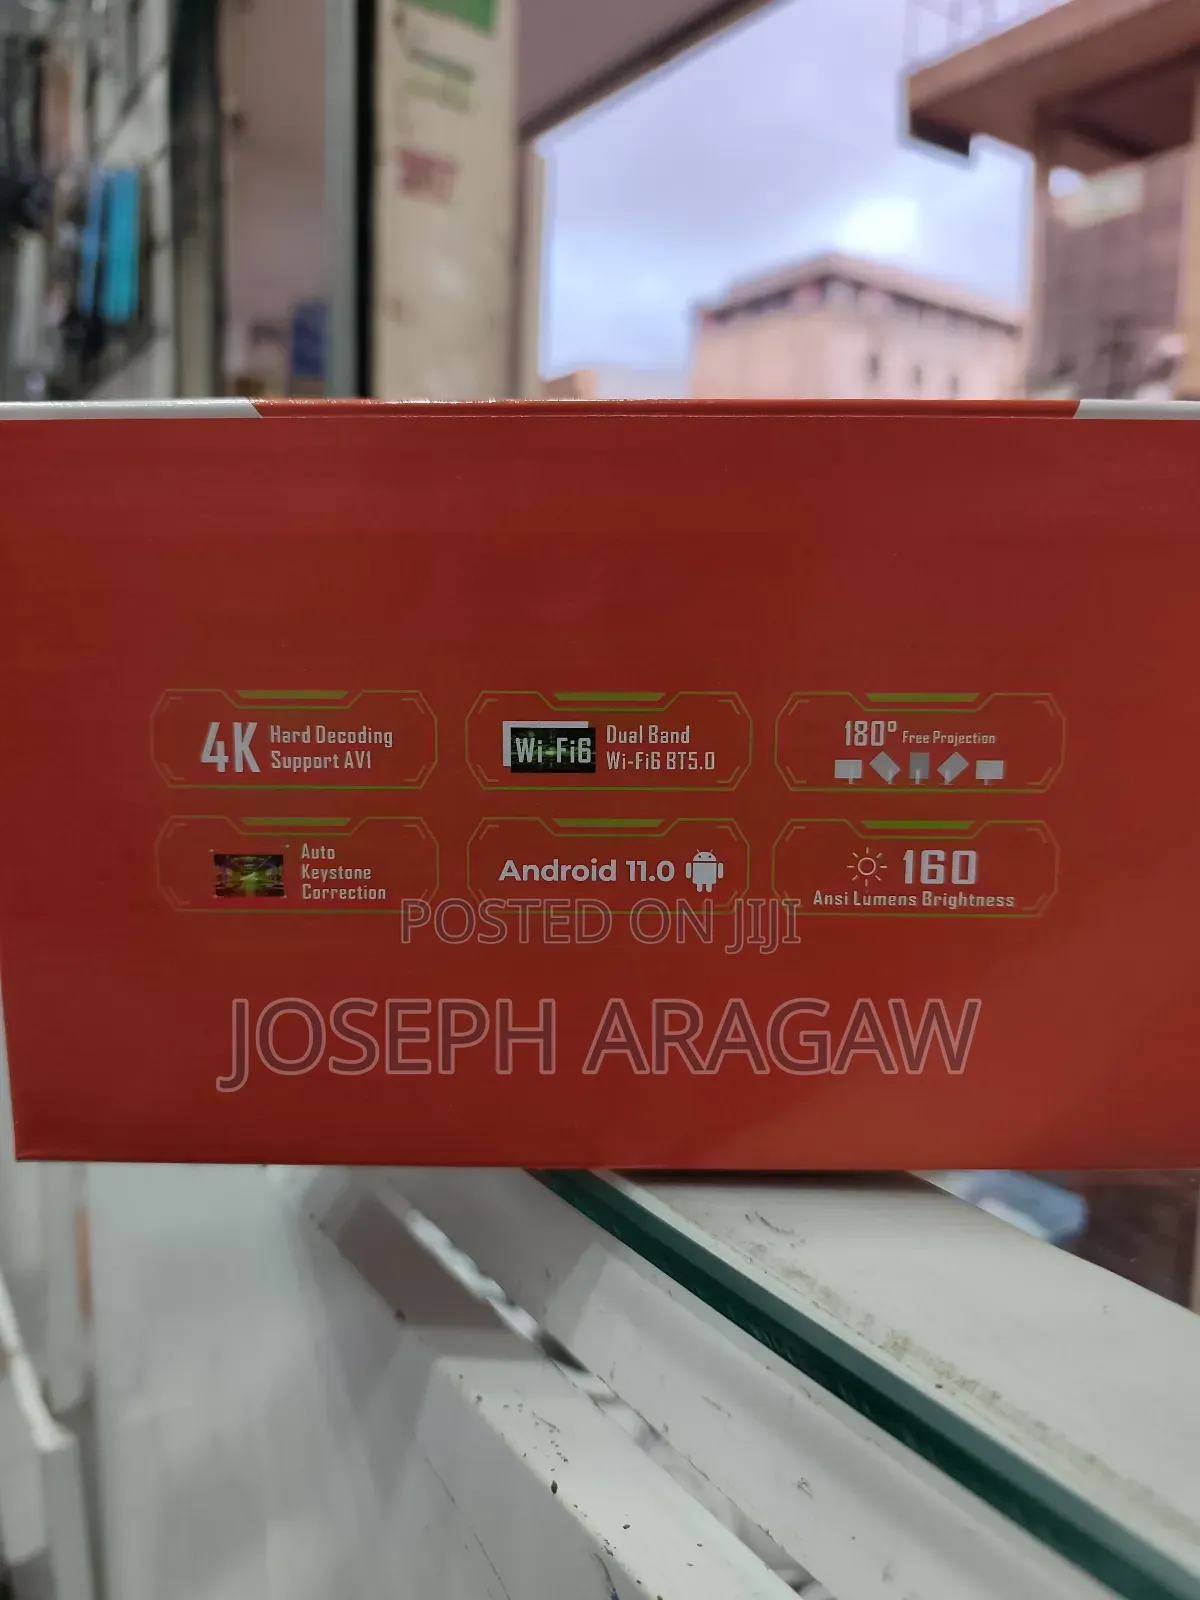 4K Hard Decoding
Support AV1
Wi-Fi6 Dual Band
Wi-Fi6 BT5.0
180° Free Projection
Auto
Keystone
Correction
Android 11.0
160
Ansi Lumens Brightness
POSTED ON JIJI
JOSEPH ARAGAW